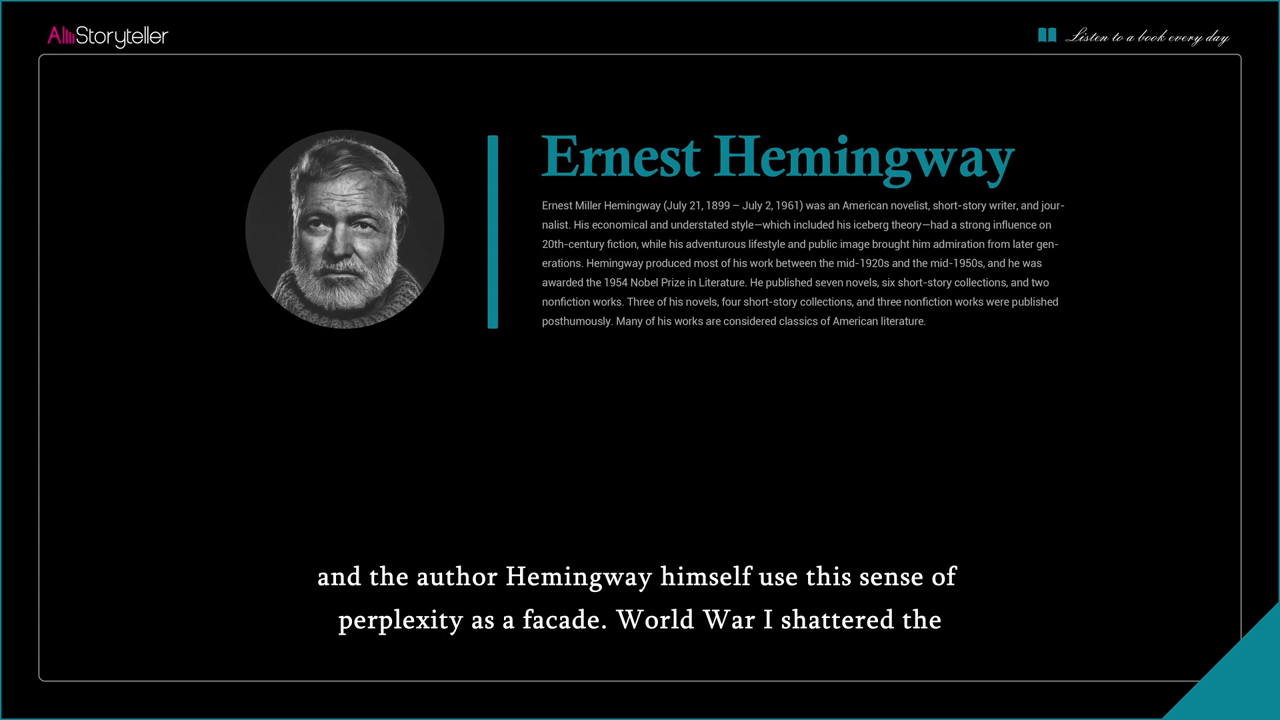 AllStoryteller
Listen to a book every day
Ernest Hemingway
Ernest Miller Hemingway (July 21, 1899 – July 2, 1961) was an American novelist, short-story writer, and jour-
nalist. His economical and understated style—which included his iceberg theory—had a strong influence on
20th-century fiction, while his adventurous lifestyle and public image brought him admiration from later gen-
erations. Hemingway produced most of his work between the mid-1920s and the mid-1950s, and he was
awarded the 1954 Nobel Prize in Literature. He published seven novels, six short-story collections, and two
nonfiction works. Three of his novels, four short-story collections, and three nonfiction works were published
posthumously. Many of his works are considered classics of American literature.
and the author Hemingway himself use this sense of
perplexity as a facade. World War I shattered the